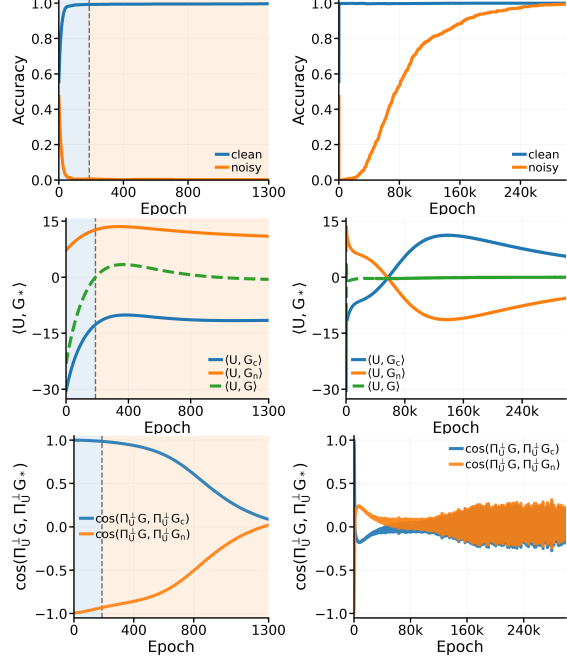 Accuracy
1.0
0.8
0.6
0.4
0.2
0.0
clean
noisy
0
400
800
1300
Epoch
Accuracy
1.0
0.8
0.6
0.4
0.2
0.0
clean
noisy
80k
160k
240k
Epoch
⟨U, G*⟩
15
0
−15
−30
⟨U, Gc⟩
⟨U, Gn⟩
⟨U, G⟩
0
400
800
1300
Epoch
⟨U, G*⟩
15
0
−15
−30
⟨U, Gc⟩
⟨U, Gn⟩
⟨U, G⟩
80k
160k
240k
Epoch
cos(Π⊥U G, Π⊥U G*)
1.0
0.5
0.0
−0.5
−1.0
cos(Π⊥U G, Π⊥U Gc)
cos(Π⊥U G, Π⊥U Gn)
0
400
800
1300
Epoch
cos(Π⊥U G, Π⊥U G*)
1.0
0.5
0.0
−0.5
−1.0
cos(Π⊥U G, Π⊥U Gc)
cos(Π⊥U G, Π⊥U Gn)
80k
160k
240k
Epoch